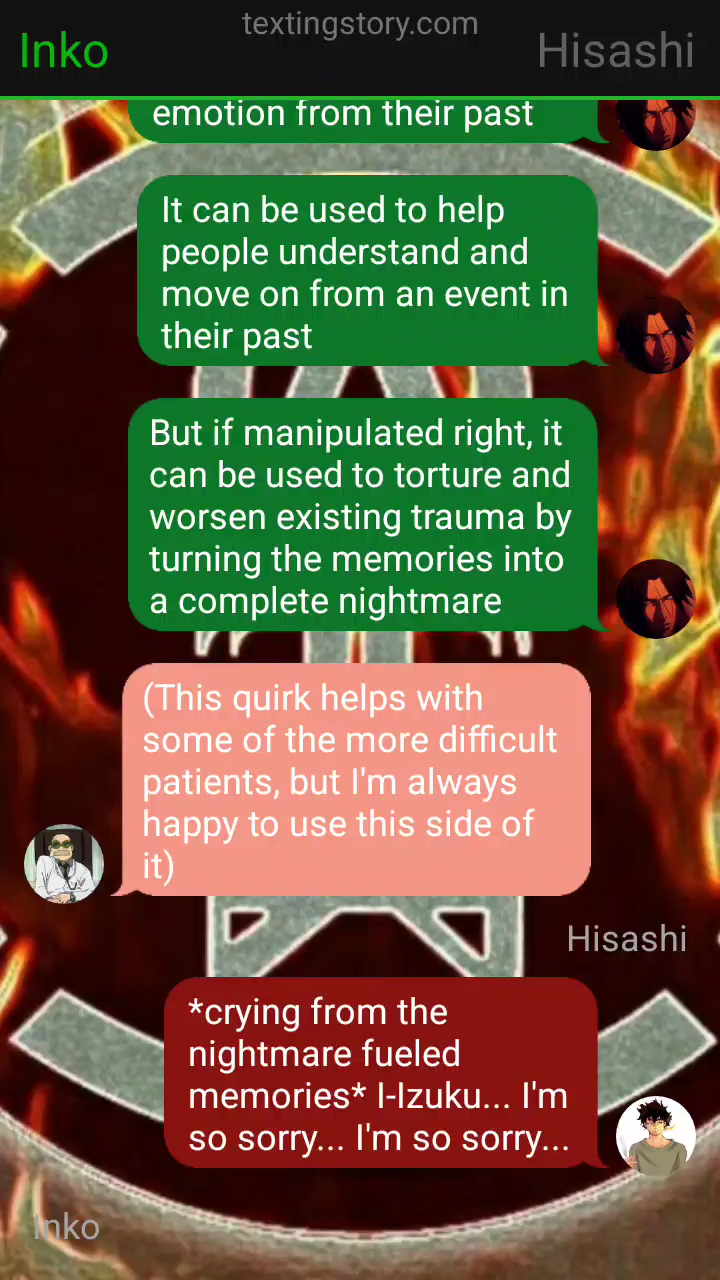 textingstory.com
Inko
Hisashi
emotion from their past
It can be used to help
people understand and
move on from an event in
their past
But if manipulated right, it
can be used to torture and
worsen existing trauma by
turning the memories into
a complete nightmare
(This quirk helps with
some of the more difficult
patients, but I'm always
happy to use this side of
it)
Hisashi
*crying from the
nightmare fueled
memories* I-Izuku... I'm
so sorry... I'm so sorry...
Inko